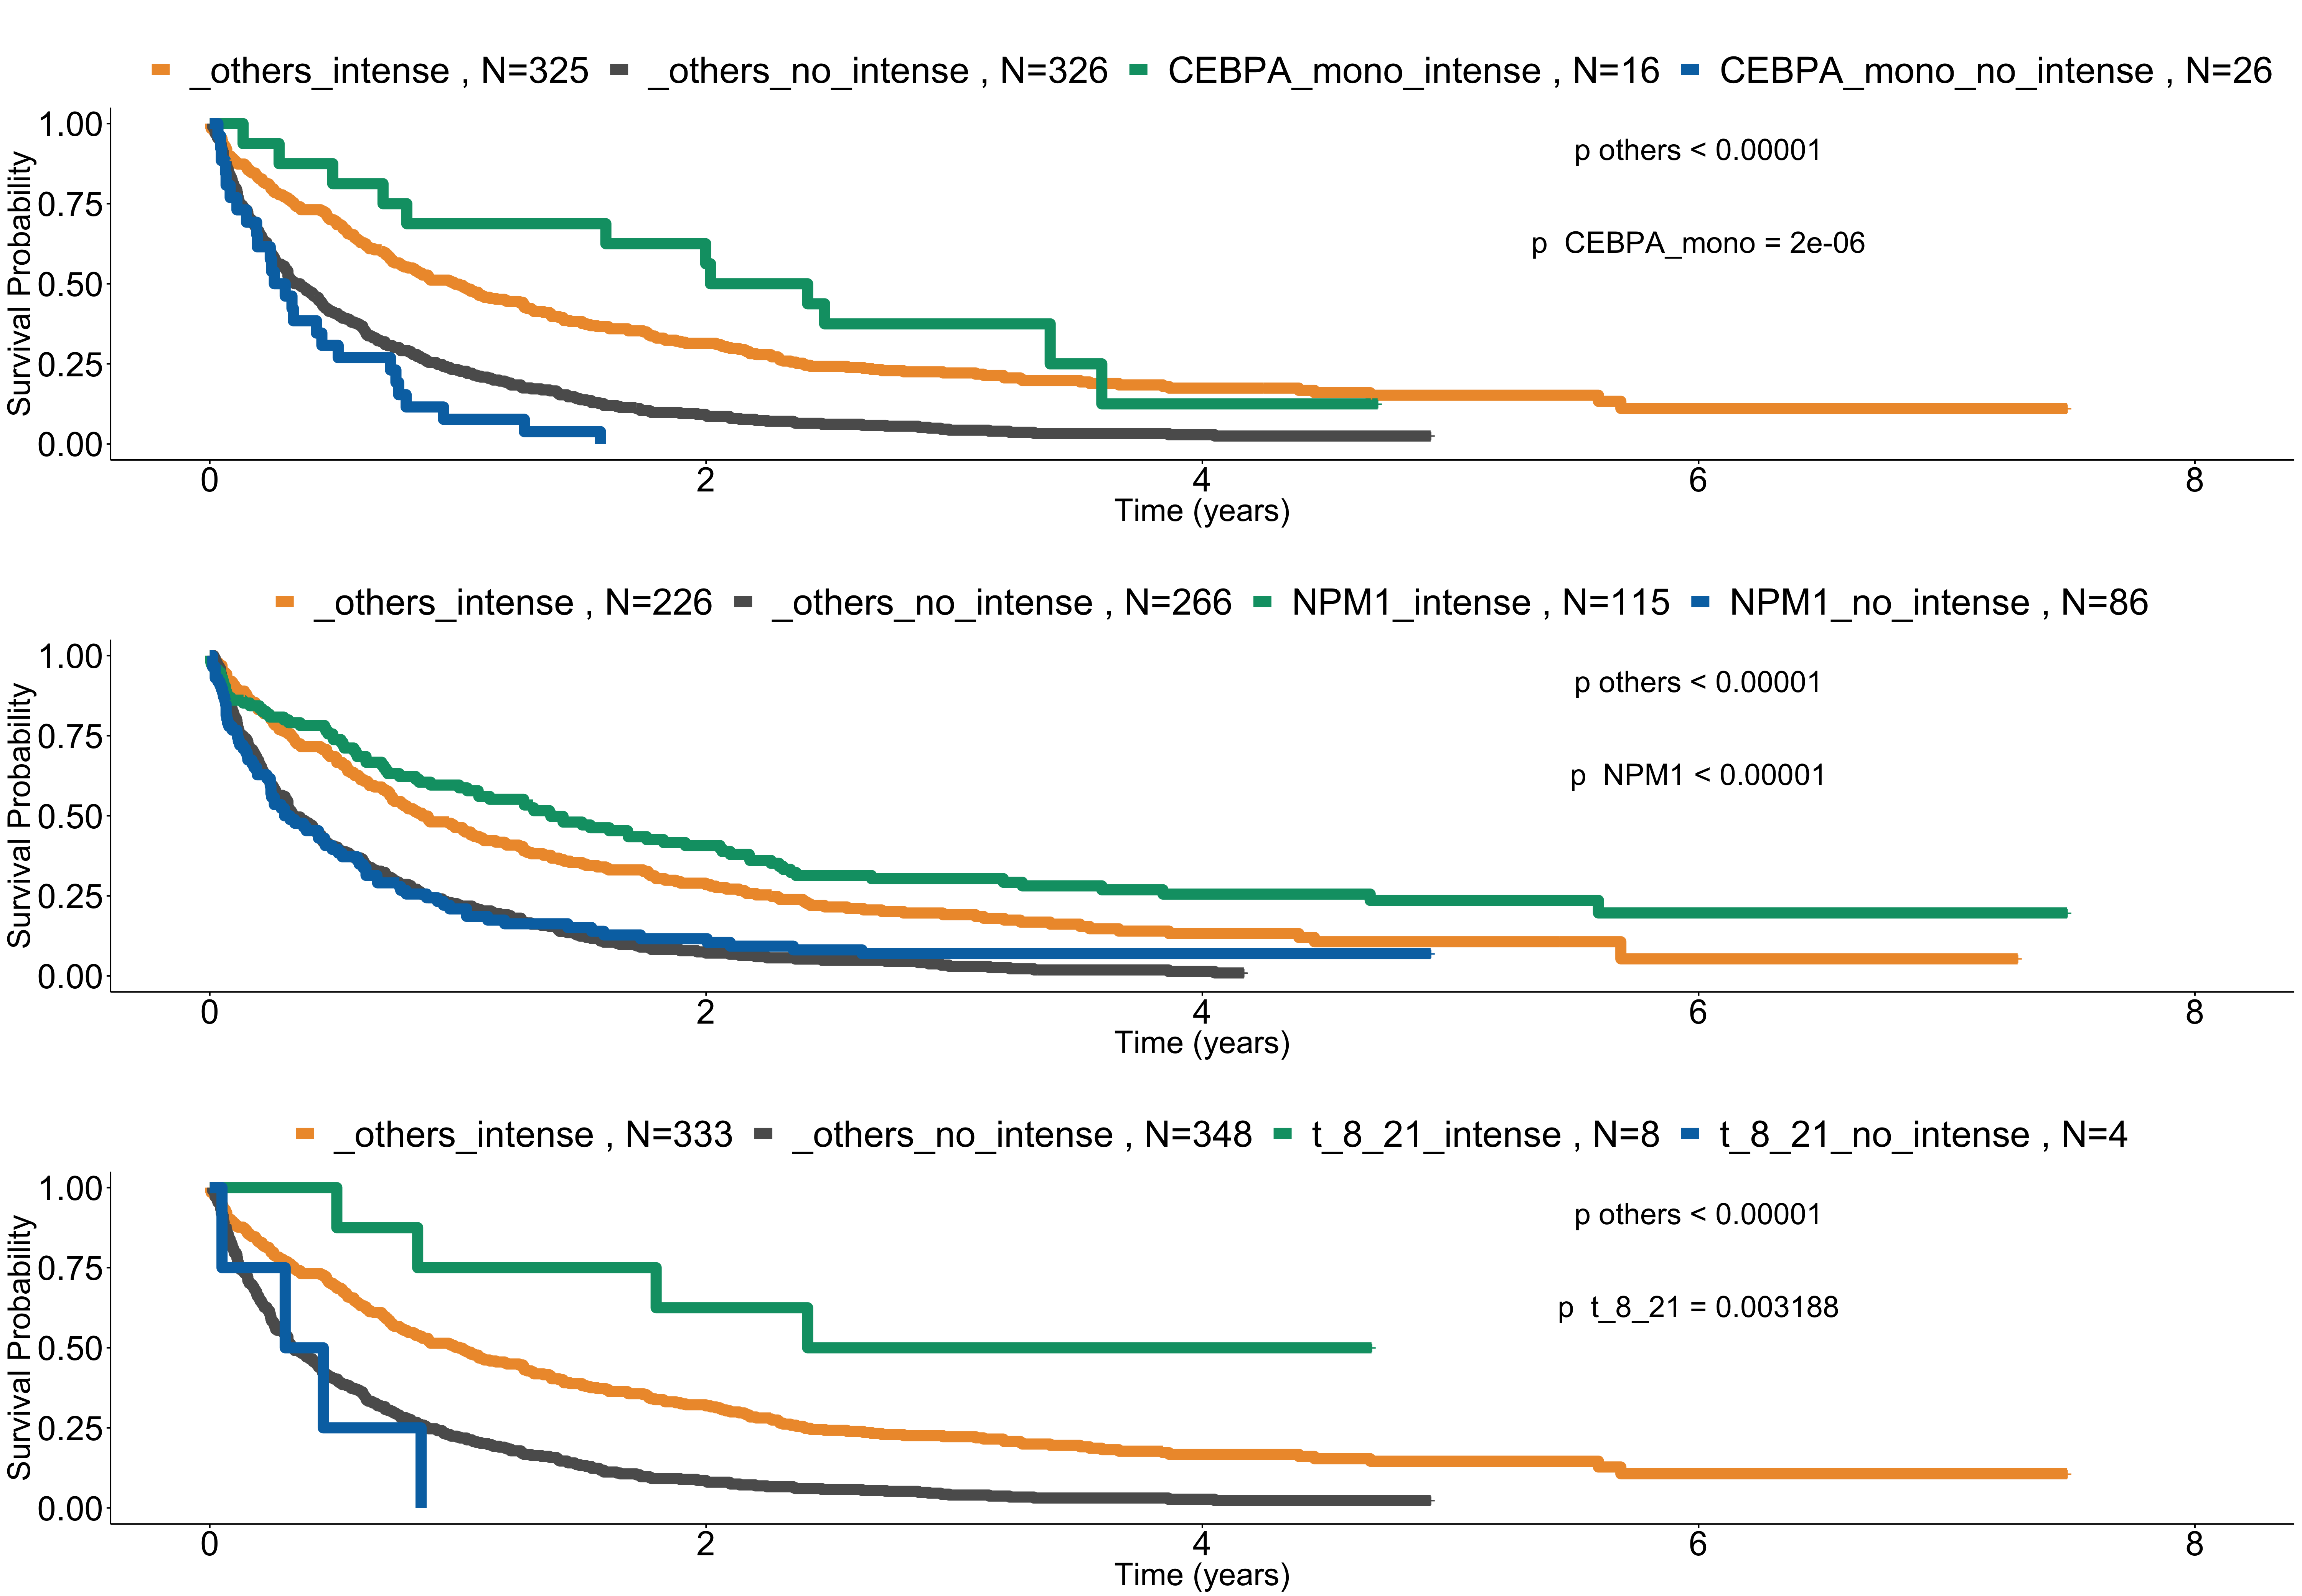 _others_intense , N=325 _others_no_intense , N=326 CEBPA_mono_intense , N=16 CEBPA_mono_no_intense , N=26
Survival Probability
1.00
0.75
0.50
0.25
0.00
p others < 0.00001
p CEBPA_mono = 2e-06
0 2 4 6 8
Time (years)
_others_intense , N=226 _others_no_intense , N=266 NPM1_intense , N=115 NPM1_no_intense , N=86
Survival Probability
1.00
0.75
0.50
0.25
0.00
p others < 0.00001
p NPM1 < 0.00001
0 2 4 6 8
Time (years)
_others_intense , N=333 _others_no_intense , N=348 t_8_21_intense , N=8 t_8_21_no_intense , N=4
Survival Probability
1.00
0.75
0.50
0.25
0.00
p others < 0.00001
p t_8_21 = 0.003188
0 2 4 6 8
Time (years)